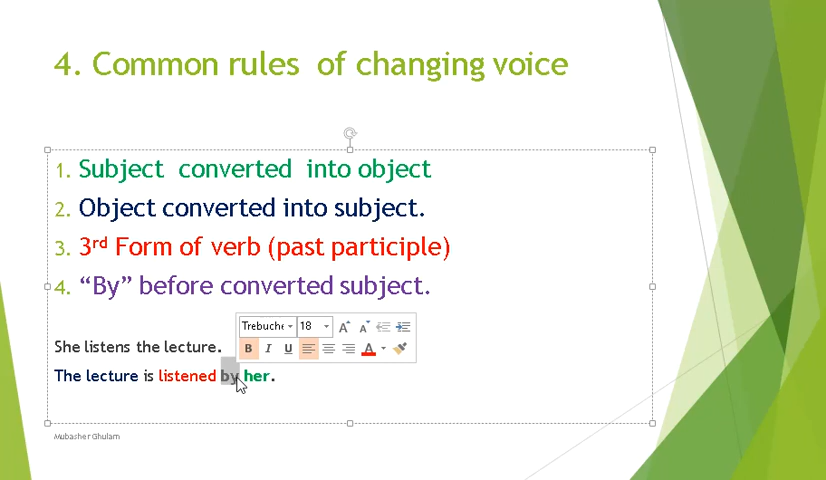 4. Common rules of changing voice
1. Subject converted into object
2. Object converted into subject.
3. 3rd Form of verb (past participle)
4. “By” before converted subject.
Trebuche 18 A A
B I U A
She listens the lecture.
The lecture is listened by her.
Mubasher Ghulam